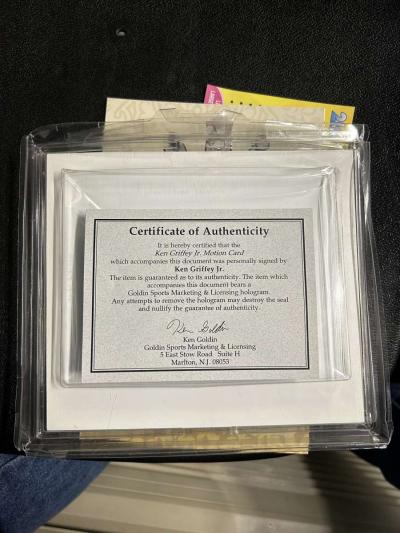 Certificate of Authenticity
It is hereby certified that the
Ken Griffey Jr. Motion Card
which accompanies this document was personally signed by
Ken Griffey Jr.
The item is guaranteed as to its authenticity. The item which
accompanies this document bears a
Goldin Sports Marketing & Licensing hologram.
Any attempts to remove the hologram may destroy the seal
and nullify the guarantee of authenticity.
Ken Goldin
Ken Goldin
Goldin Sports Marketing & Licensing
5 East Stow Road Suite H
Marlton, N.J. 08053